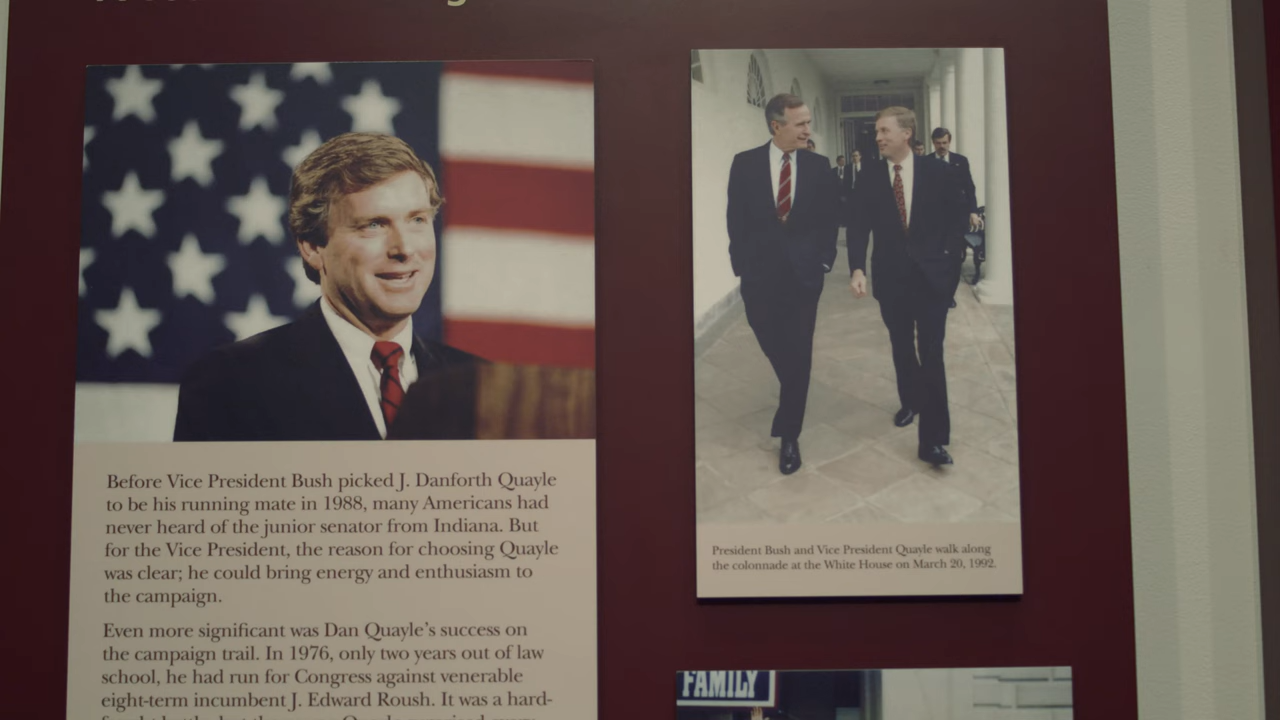 Before Vice President Bush picked J. Danforth Quayle
to be his running mate in 1988, many Americans had
never heard of the junior senator from Indiana. But
for the Vice President, the reason for choosing Quayle
was clear; he could bring energy and enthusiasm to
the campaign.
Even more significant was Dan Quayle's success on
the campaign trail. In 1976, only two years out of law
school, he had run for Congress against venerable
eight-term incumbent J. Edward Roush. It was a hard-
President Bush and Vice President Quayle walk along
the colonnade at the White House on March 20, 1992.
FAMILY